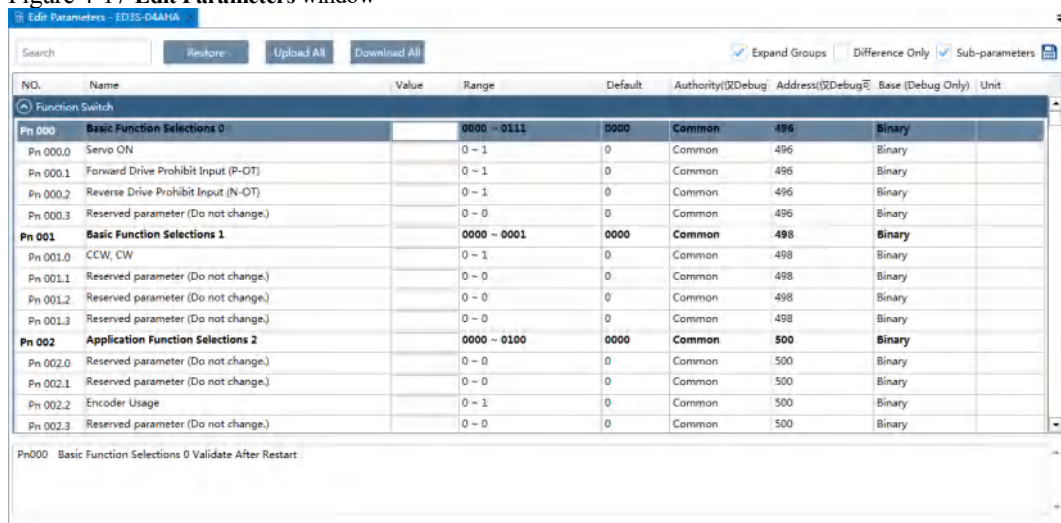 Figure 4-17 Edit Parameters window
Edit Parameters - ED3S-04AHA
Search Restore Upload All Download All Expand Groups Difference Only Sub-parameters
NO. Name Value Range Default Authority(仅Debug Address(仅Debug可 Base (Debug Only) Unit
Function Switch
Pn 000 Basic Function Selections 0 0000 ~ 0111 0000 Common 496 Binary
Pn 000.0 Servo ON 0 ~ 1 0 Common 496 Binary
Pn 000.1 Forward Drive Prohibit Input (P-OT) 0 ~ 1 0 Common 496 Binary
Pn 000.2 Reverse Drive Prohibit Input (N-OT) 0 ~ 1 0 Common 496 Binary
Pn 000.3 Reserved parameter (Do not change.) 0 ~ 0 0 Common 496 Binary
Pn 001 Basic Function Selections 1 0000 ~ 0001 0000 Common 498 Binary
Pn 001.0 CCW, CW 0 ~ 1 0 Common 498 Binary
Pn 001.1 Reserved parameter (Do not change.) 0 ~ 0 0 Common 498 Binary
Pn 001.2 Reserved parameter (Do not change.) 0 ~ 0 0 Common 498 Binary
Pn 001.3 Reserved parameter (Do not change.) 0 ~ 0 0 Common 498 Binary
Pn 002 Application Function Selections 2 0000 ~ 0100 0000 Common 500 Binary
Pn 002.0 Reserved parameter (Do not change.) 0 ~ 0 0 Common 500 Binary
Pn 002.1 Reserved parameter (Do not change.) 0 ~ 0 0 Common 500 Binary
Pn 002.2 Encoder Usage 0 ~ 1 0 Common 500 Binary
Pn 002.3 Reserved parameter (Do not change.) 0 ~ 0 0 Common 500 Binary
Pn000 Basic Function Selections 0 Validate After Restart